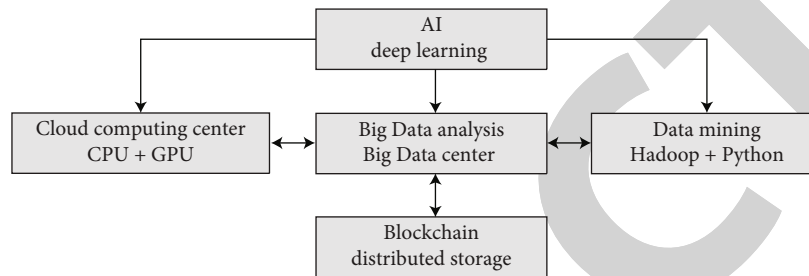 AI
deep learning
Cloud computing center
CPU + GPU
Big Data analysis
Big Data center
Data mining
Hadoop + Python
Blockchain
distributed storage